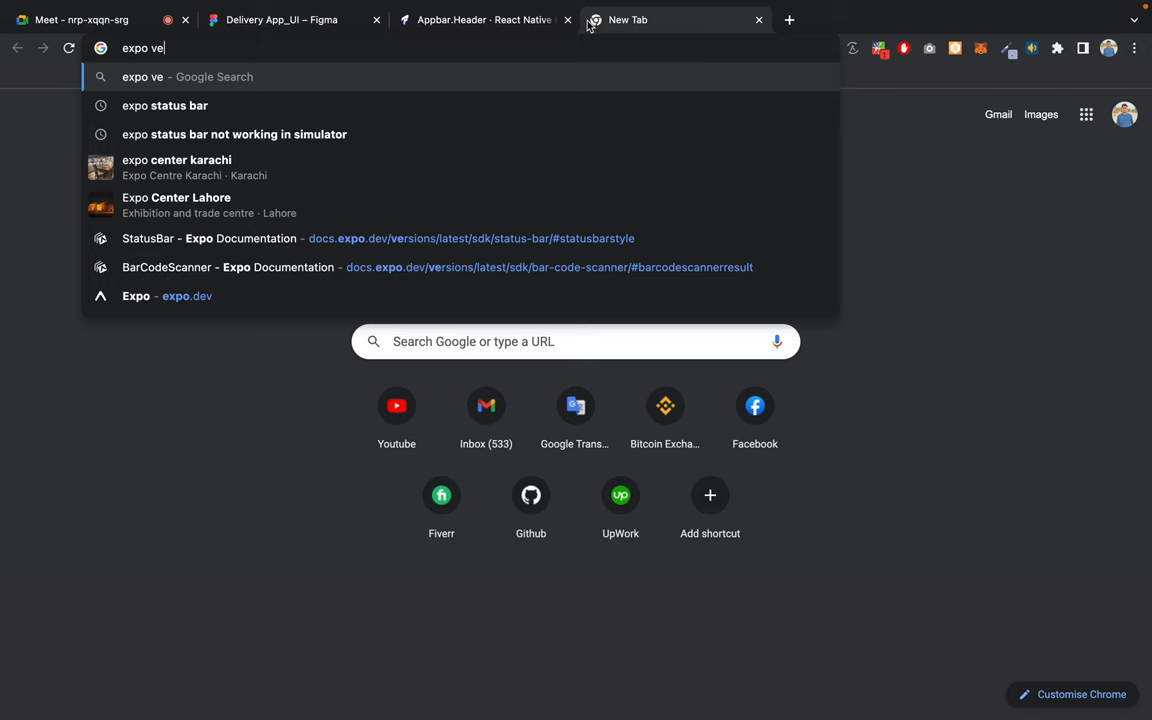 Meet - nrp-xqqn-srg
Delivery App_UI – Figma
Appbar.Header · React Native
New Tab
expo ve
expo ve - Google Search
expo status bar
expo status bar not working in simulator
expo center karachi
Expo Centre Karachi · Karachi
Expo Center Lahore
Exhibition and trade centre · Lahore
StatusBar - Expo Documentation - docs.expo.dev/versions/latest/sdk/status-bar/#statusbarstyle
BarCodeScanner - Expo Documentation - docs.expo.dev/versions/latest/sdk/bar-code-scanner/#barcodescannerresult
Expo - expo.dev
Gmail Images
Search Google or type a URL
Youtube
Inbox (533)
Google Trans...
Bitcoin Excha...
Facebook
Fiverr
Github
UpWork
Add shortcut
Customise Chrome